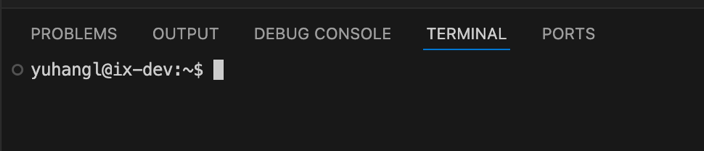 PROBLEMS OUTPUT DEBUG CONSOLE TERMINAL PORTS
yuhangl@ix-dev:~$